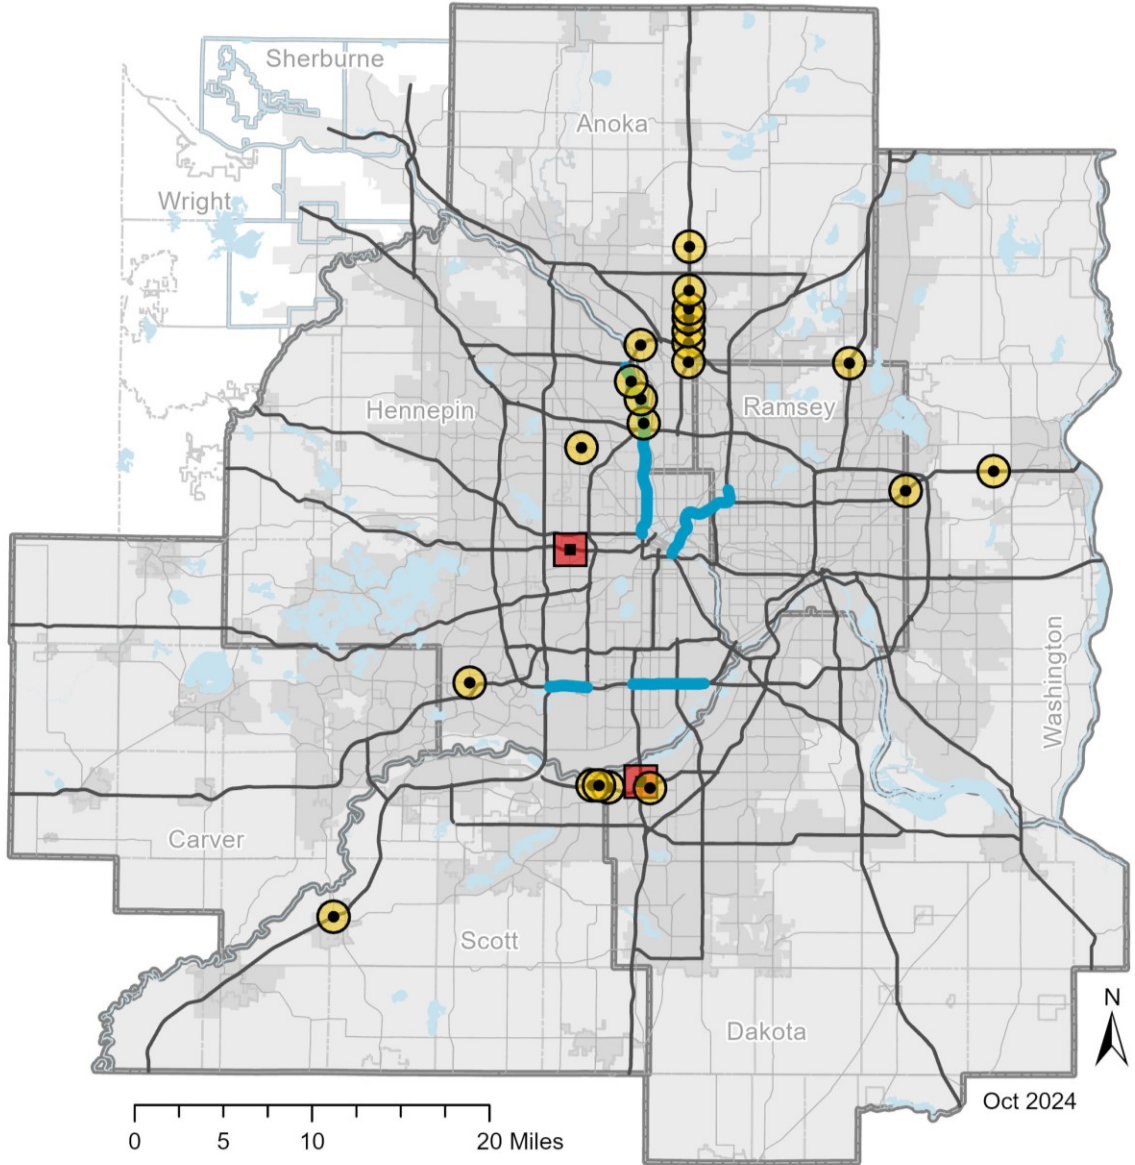 Sherburne
Anoka
Wright
Hennepin
Ramsey
Washington
Carver
Scott
Dakota
N
Oct 2024
0 5 10 20 Miles